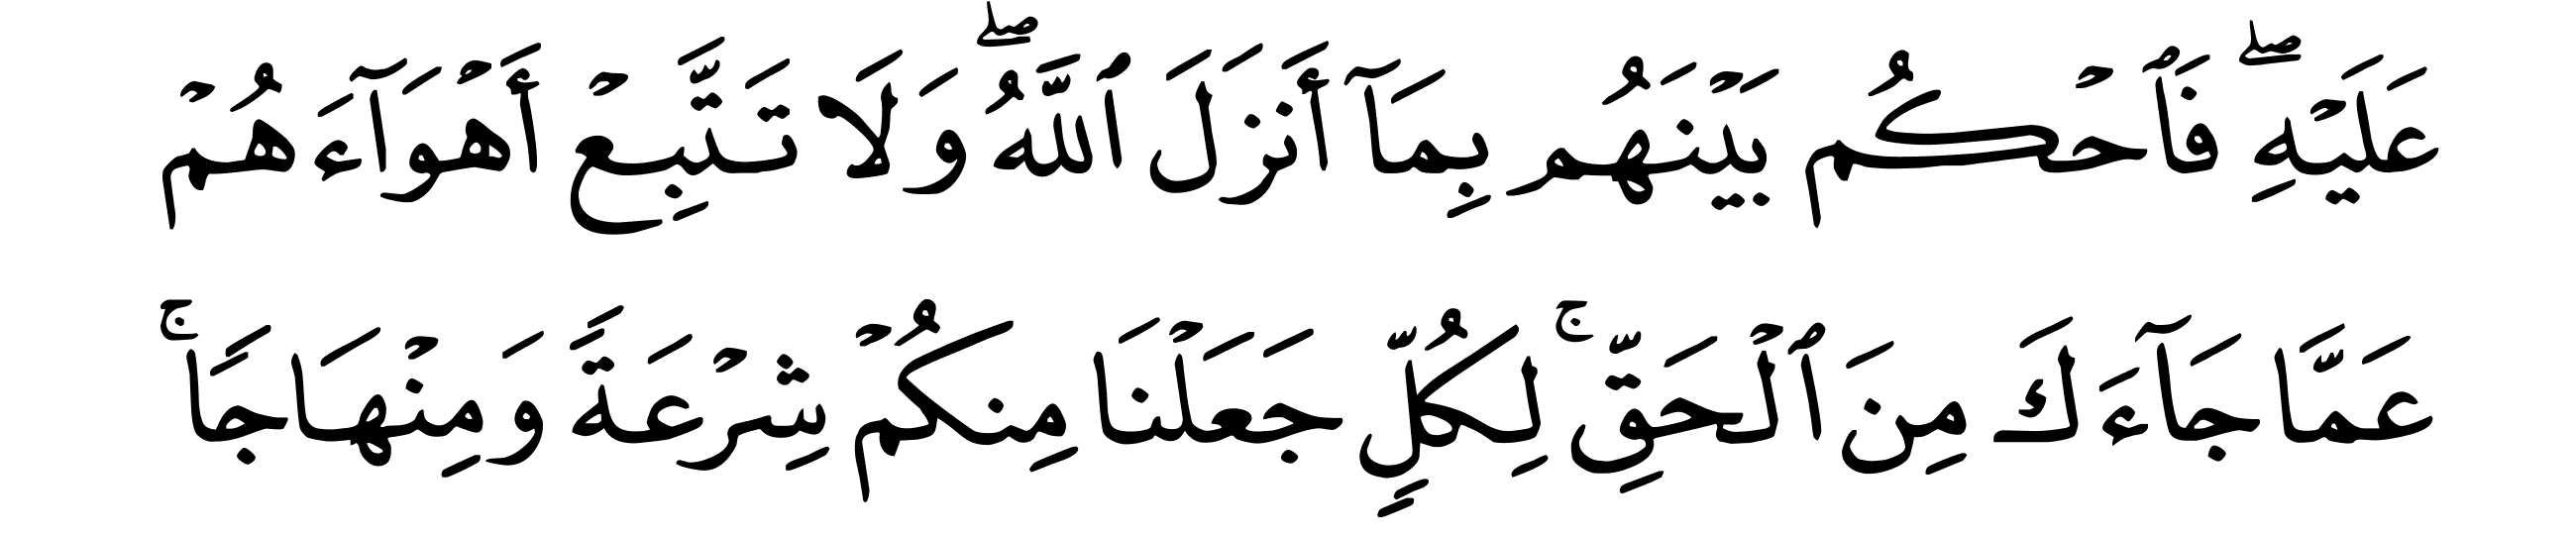 عَلَيْهِۖ فَٱحْكُم بَيْنَهُم بِمَآ أَنزَلَ ٱللَّهُۖ وَلَا تَتَّبِعْ أَهْوَآءَهُمْ
عَمَّا جَآءَكَ مِنَ ٱلْحَقِّۚ لِكُلٍّ جَعَلْنَا مِنكُمْ شِرْعَةً وَمِنْهَاجًاۚ